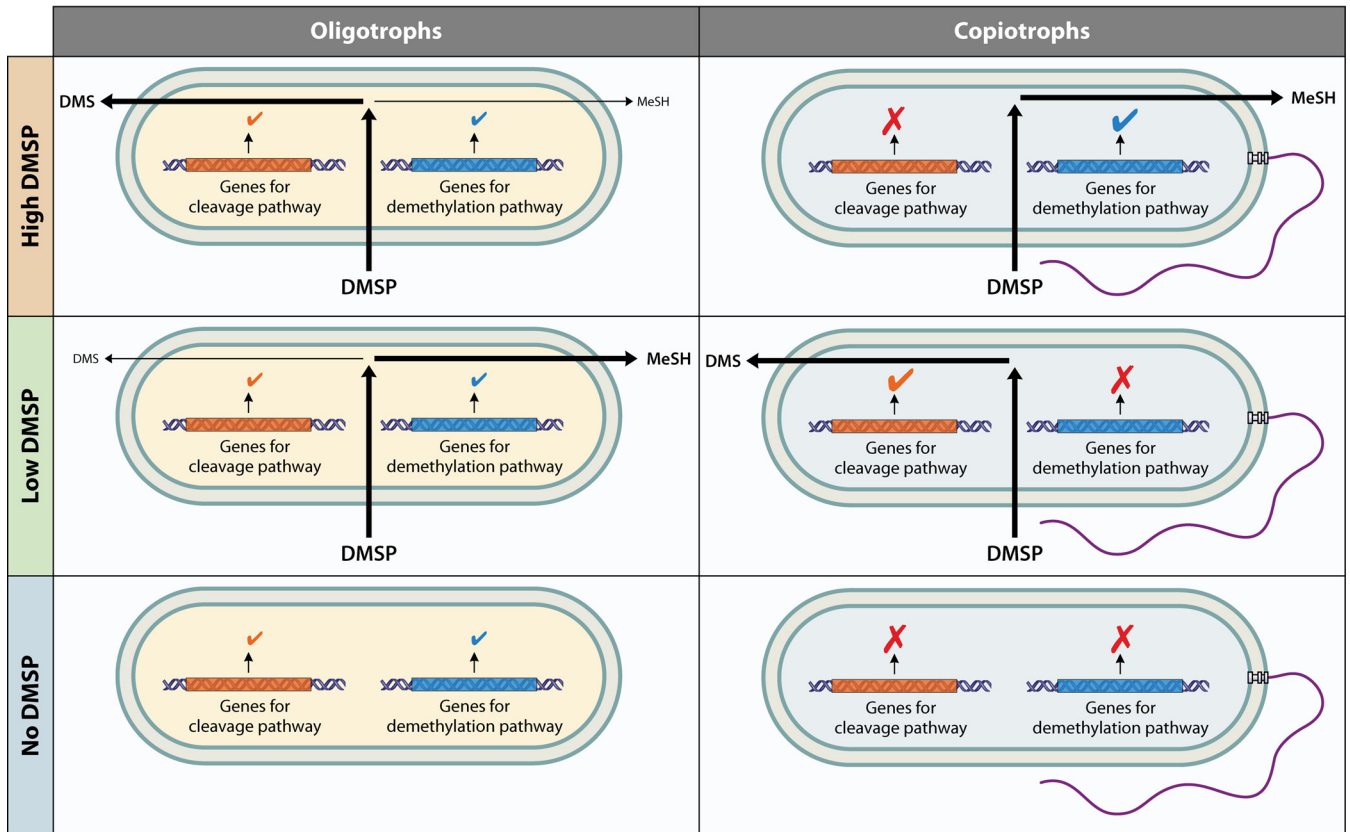 Oligotrophs
Copiotrophs
High DMSP
DMS
MeSH
Genes for
cleavage pathway
Genes for
demethylation pathway
DMSP
MeSH
Genes for
cleavage pathway
Genes for
demethylation pathway
DMSP
Low DMSP
DMS
MeSH
Genes for
cleavage pathway
Genes for
demethylation pathway
DMSP
DMS
Genes for
cleavage pathway
Genes for
demethylation pathway
DMSP
No DMSP
Genes for
cleavage pathway
Genes for
demethylation pathway
Genes for
cleavage pathway
Genes for
demethylation pathway